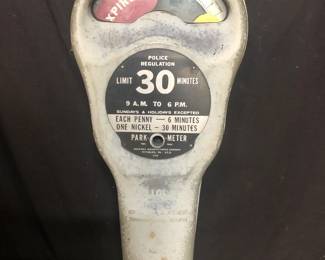 POLICE
REGULATION
LIMIT 30 MINUTES
9 A.M. TO 6 P.M.
SUNDAYS & HOLIDAYS EXCEPTED
EACH PENNY — 6 MINUTES
ONE NICKEL - 30 MINUTES
PARK METER